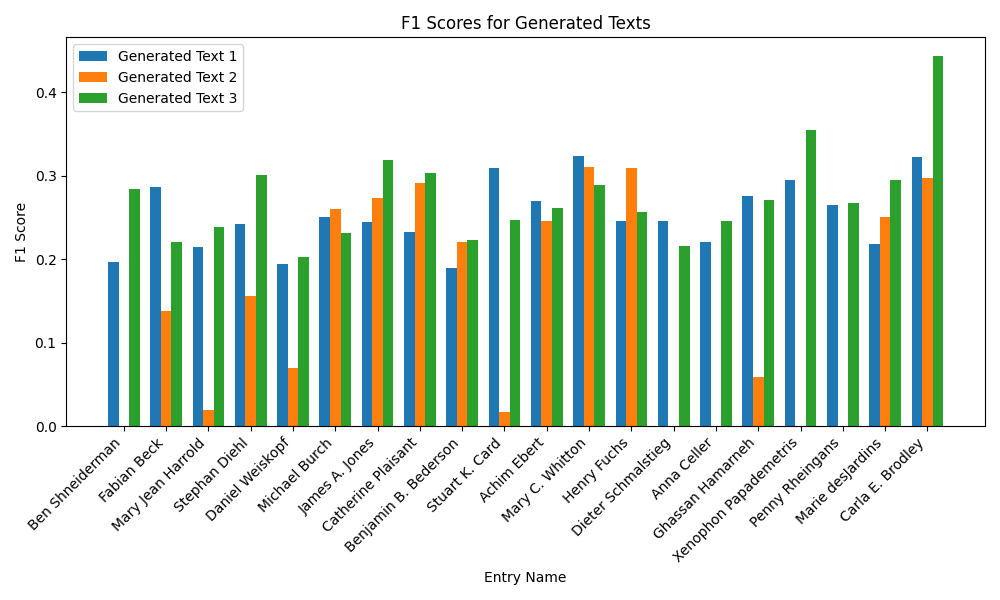 F1 Scores for Generated Texts
Generated Text 1
Generated Text 2
Generated Text 3
F1 Score
0.4
0.3
0.2
0.1
0.0
Ben Shneiderman
Fabian Beck
Mary Jean Harrold
Stephan Diehl
Daniel Weiskopf
Michael Burch
James A. Jones
Catherine Plaisant
Benjamin B. Bederson
Stuart K. Card
Achim Ebert
Mary C. Whitton
Henry Fuchs
Dieter Schmalstieg
Anna Celler
Ghassan Hamarneh
Xenophon Papademetris
Penny Rheingans
Marie desJardins
Carla E. Brodley
Entry Name